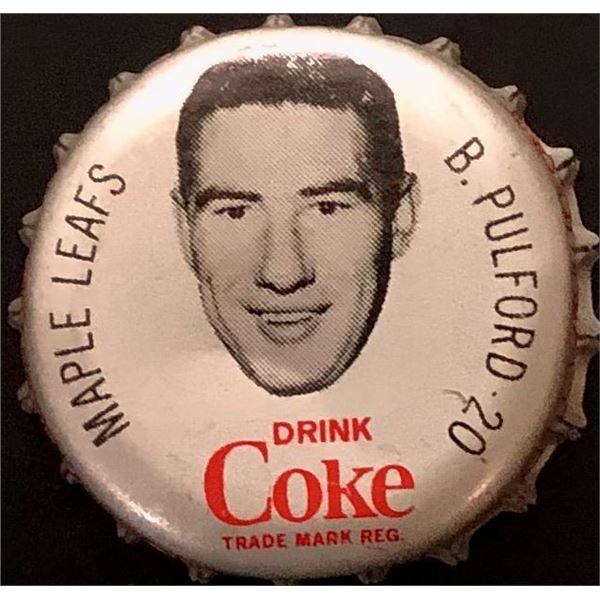 MAPLE LEAFS
B. PULFORD · 20
DRINK
Coke
TRADE MARK REG.